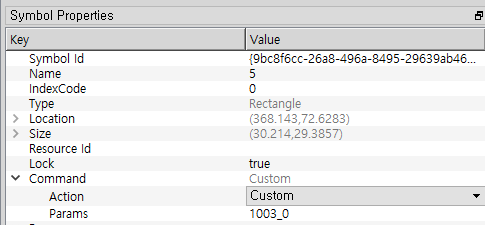 Symbol Properties
Key Value
Symbol Id {9bc8f6cc-26a8-496a-8495-29639ab46...
Name 5
IndexCode 0
Type Rectangle
Location (368.143,72.6283)
Size (30.214,29.3857)
Resource Id
Lock true
Command Custom
Action Custom
Params 1003_0